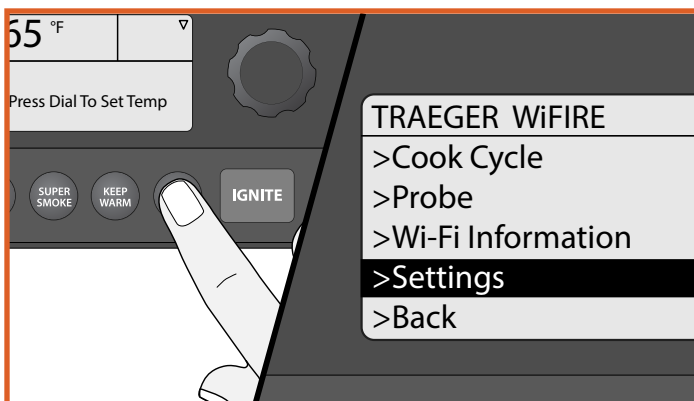 65 °F
Press Dial To Set Temp
SUPER
SMOKE
KEEP
WARM
IGNITE
TRAEGER WiFIRE
>Cook Cycle
>Probe
>Wi-Fi Information
>Settings
>Back